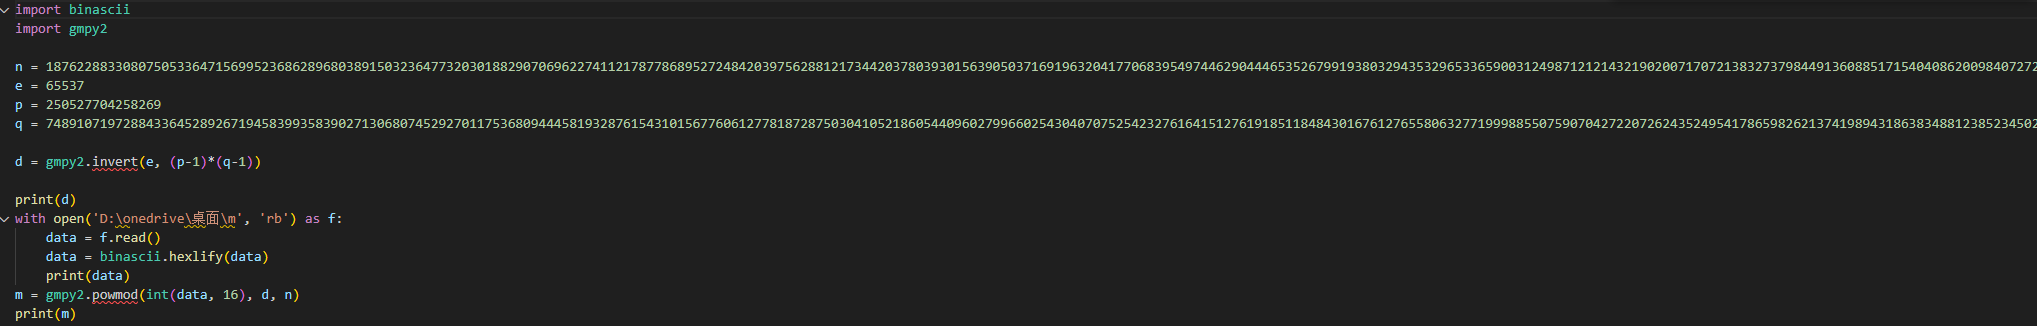 import binascii
import gmpy2
n = 187622883308075053364715699523686289680389150323647732030188290706962274112178778689527248420397562881217344203780393015639050371691963204177068395497446290444653526799193803294353296533659003124987121214321902007170721383273798449136088517154040862009840727
e = 65537
p = 250527704258269
q = 7489107197288433645289267194583993583902713068074529270117536809444581932876154310156776061277818728750304105218605440960279966025430407075254232761641512761918511848430167612765580632771999885507590704272207262435249541786598262137419894318638348812385234502
d = gmpy2.invert(e, (p-1)*(q-1))
print(d)
with open('D:\onedrive\桌面\m', 'rb') as f:
    data = f.read()
    data = binascii.hexlify(data)
    print(data)
m = gmpy2.powmod(int(data, 16), d, n)
print(m)